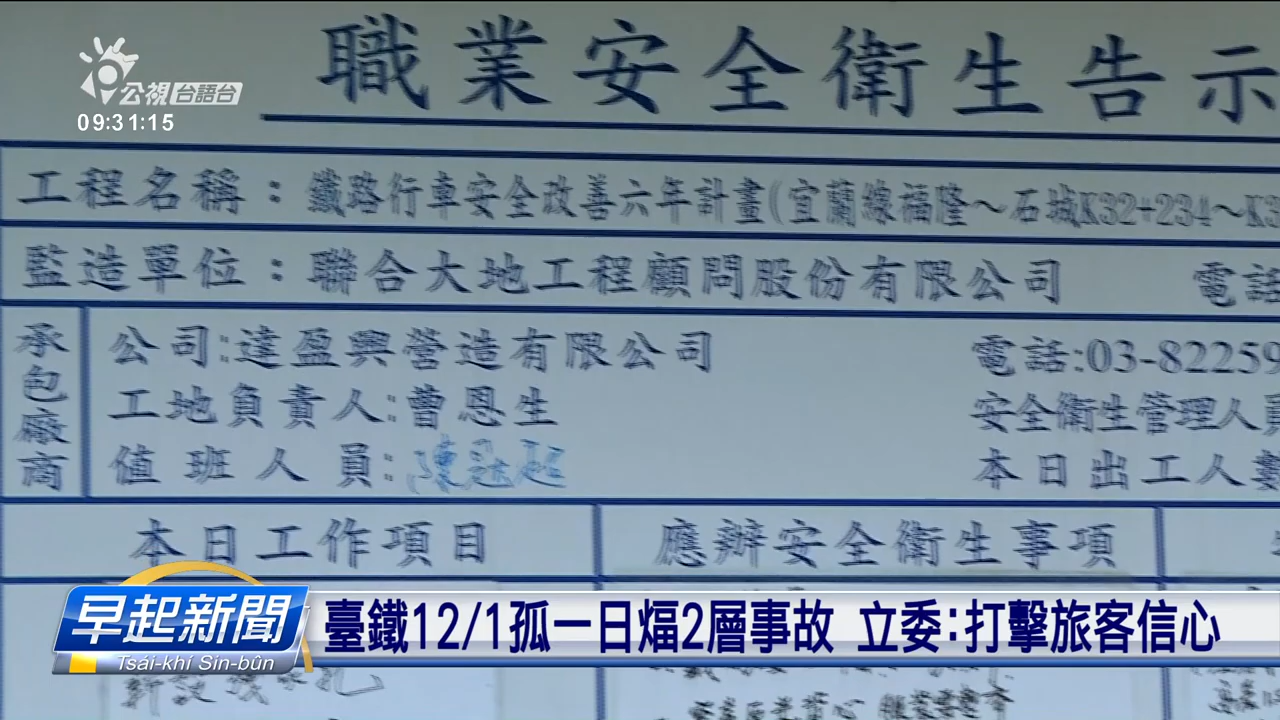 職業安全衛生告示
公視 台語台
09:31:15
工程名稱：鐵路行車安全改善六年計畫(宜蘭線福隆～石城K32+234～K3
監造單位：聯合大地工程顧問股份有限公司 電話
承包廠商
公司:達盈興營造有限公司 電話:03-82259
工地負責人:曹恩生 安全衛生管理人員
值班人員: 本日出工人數
本日工作項目 應辦安全衛生事項
早起新聞
Tsái-khí Sin-bûn
臺鐵12/1孤一日煏2層事故 立委:打擊旅客信心